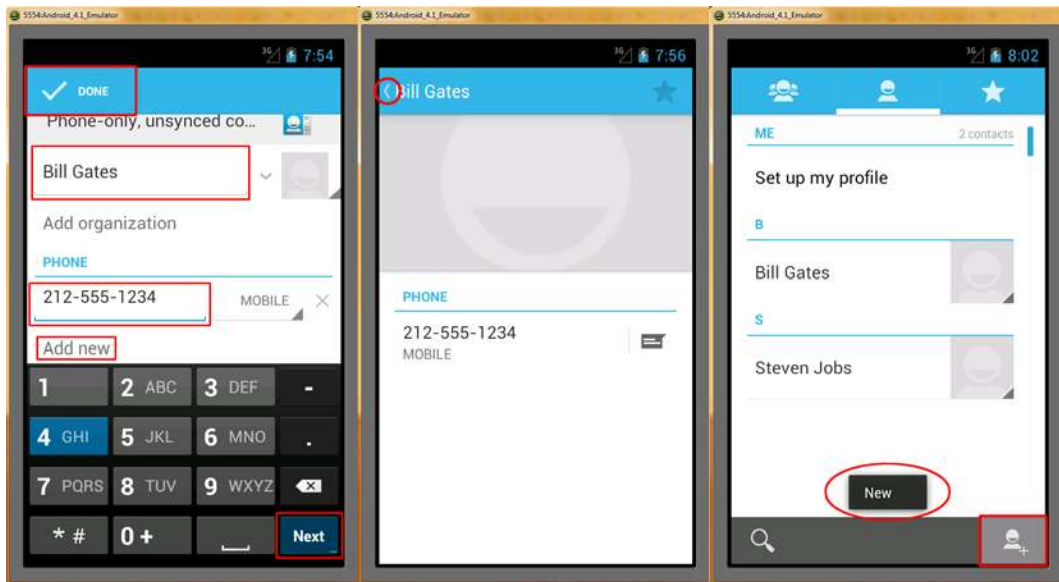 5554:Android_4.1_Emulator
3G 7:54
DONE
Phone-only, unsynced co...
Bill Gates
Add organization
PHONE
212-555-1234 MOBILE
Add new
1 2 ABC 3 DEF -
4 GHI 5 JKL 6 MNO .
7 PQRS 8 TUV 9 WXYZ
* # 0 + Next
5554:Android_4.1_Emulator
3G 7:56
Bill Gates
PHONE
212-555-1234
MOBILE
5554:Android_4.1_Emulator
3G 8:02
ME 2 contacts
Set up my profile
B
Bill Gates
S
Steven Jobs
New